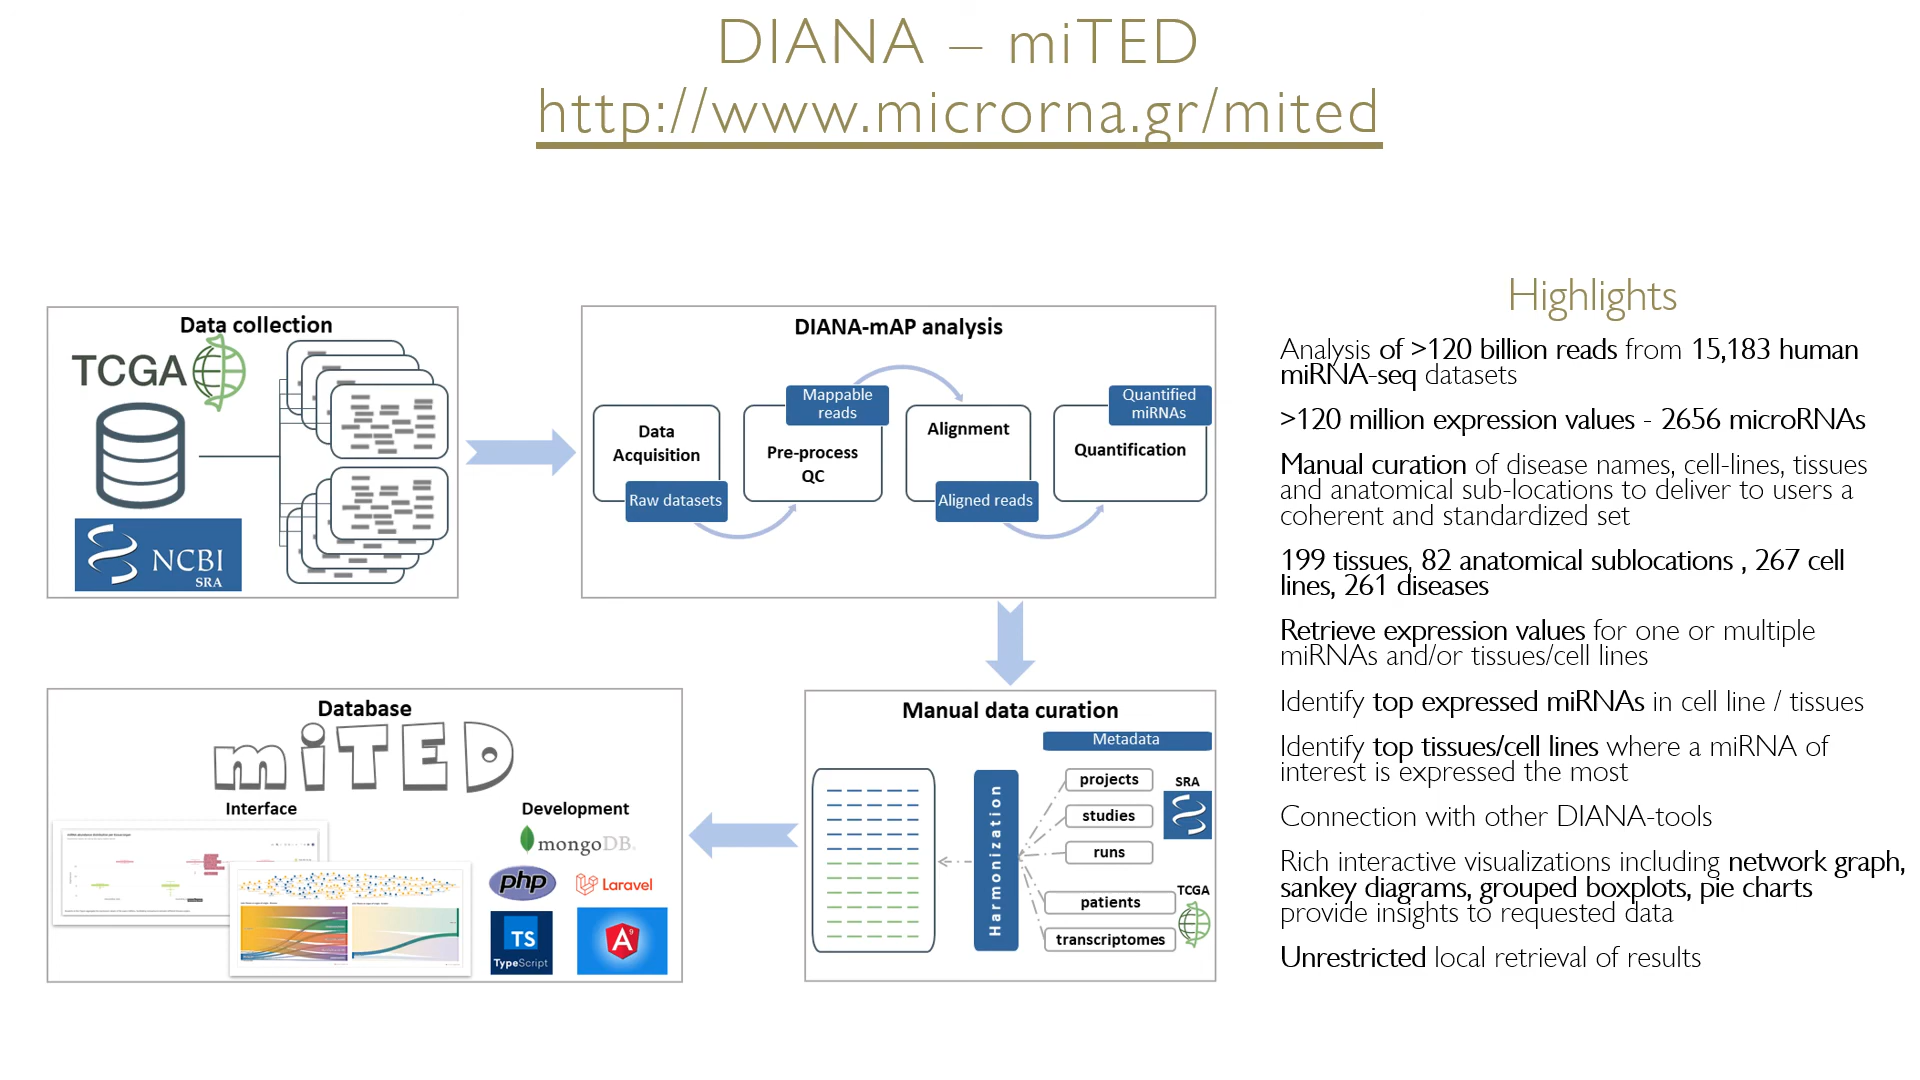 DIANA – miTED
http://www.microrna.gr/mited
Data collection
TCGA
NCBI
SRA
DIANA-mAP analysis
Data
Acquisition
Raw datasets
Mappable
reads
Pre-process
QC
Alignment
Aligned reads
Quantified
miRNAs
Quantification
Database
miTED
Interface
Development
mongoDB.
php
Laravel
TS
TypeScript
A
9
Manual data curation
Metadata
Harmonization
projects
studies
runs
SRA
patients
transcriptomes
TCGA
Highlights
Analysis of >120 billion reads from 15,183 human
miRNA-seq datasets
>120 million expression values - 2656 microRNAs
Manual curation of disease names, cell-lines, tissues
and anatomical sub-locations to deliver to users a
coherent and standardized set
199 tissues, 82 anatomical sublocations , 267 cell
lines, 261 diseases
Retrieve expression values for one or multiple
miRNAs and/or tissues/cell lines
Identify top expressed miRNAs in cell line / tissues
Identify top tissues/cell lines where a miRNA of
interest is expressed the most
Connection with other DIANA-tools
Rich interactive visualizations including network graph,
sankey diagrams, grouped boxplots, pie charts
provide insights to requested data
Unrestricted local retrieval of results